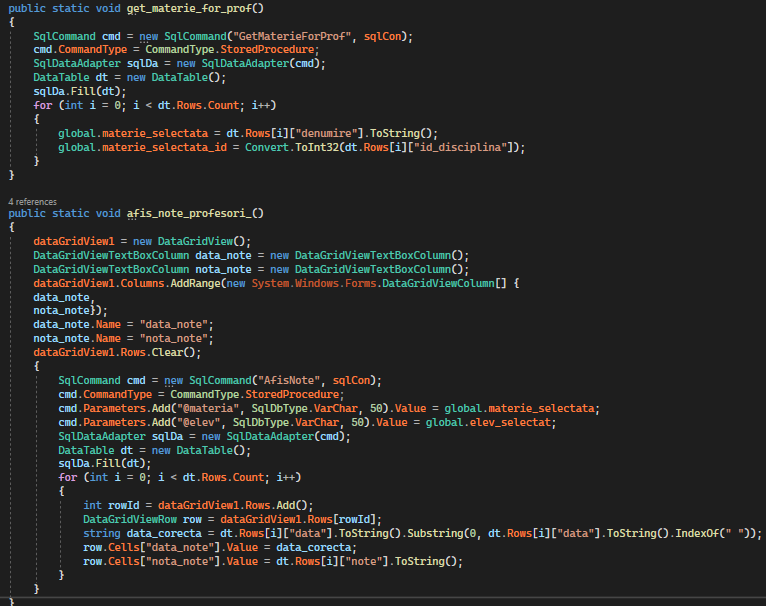 public static void get_materie_for_prof()
{
SqlCommand cmd = new SqlCommand("GetMaterieForProf", sqlCon);
cmd.CommandType = CommandType.StoredProcedure;
SqlDataAdapter sqlDa = new SqlDataAdapter(cmd);
DataTable dt = new DataTable();
sqlDa.Fill(dt);
for (int i = 0; i < dt.Rows.Count; i++)
{
global.materie_selectata = dt.Rows[i]["denumire"].ToString();
global.materie_selectata_id = Convert.ToInt32(dt.Rows[i]["id_disciplina"]);
}
}
4 references
public static void afis_note_profesori_()
{
dataGridView1 = new DataGridView();
DataGridViewTextBoxColumn data_note = new DataGridViewTextBoxColumn();
DataGridViewTextBoxColumn nota_note = new DataGridViewTextBoxColumn();
dataGridView1.Columns.AddRange(new System.Windows.Forms.DataGridViewColumn[] {
data_note,
nota_note});
data_note.Name = "data_note";
nota_note.Name = "nota_note";
dataGridView1.Rows.Clear();
{
SqlCommand cmd = new SqlCommand("AfisNote", sqlCon);
cmd.CommandType = CommandType.StoredProcedure;
cmd.Parameters.Add("@materia", SqlDbType.VarChar, 50).Value = global.materie_selectata;
cmd.Parameters.Add("@elev", SqlDbType.VarChar, 50).Value = global.elev_selectat;
SqlDataAdapter sqlDa = new SqlDataAdapter(cmd);
DataTable dt = new DataTable();
sqlDa.Fill(dt);
for (int i = 0; i < dt.Rows.Count; i++)
{
int rowId = dataGridView1.Rows.Add();
DataGridViewRow row = dataGridView1.Rows[rowId];
string data_corecta = dt.Rows[i]["data"].ToString().Substring(0, dt.Rows[i]["data"].ToString().IndexOf(" "));
row.Cells["data_note"].Value = data_corecta;
row.Cells["nota_note"].Value = dt.Rows[i]["note"].ToString();
}
}
}